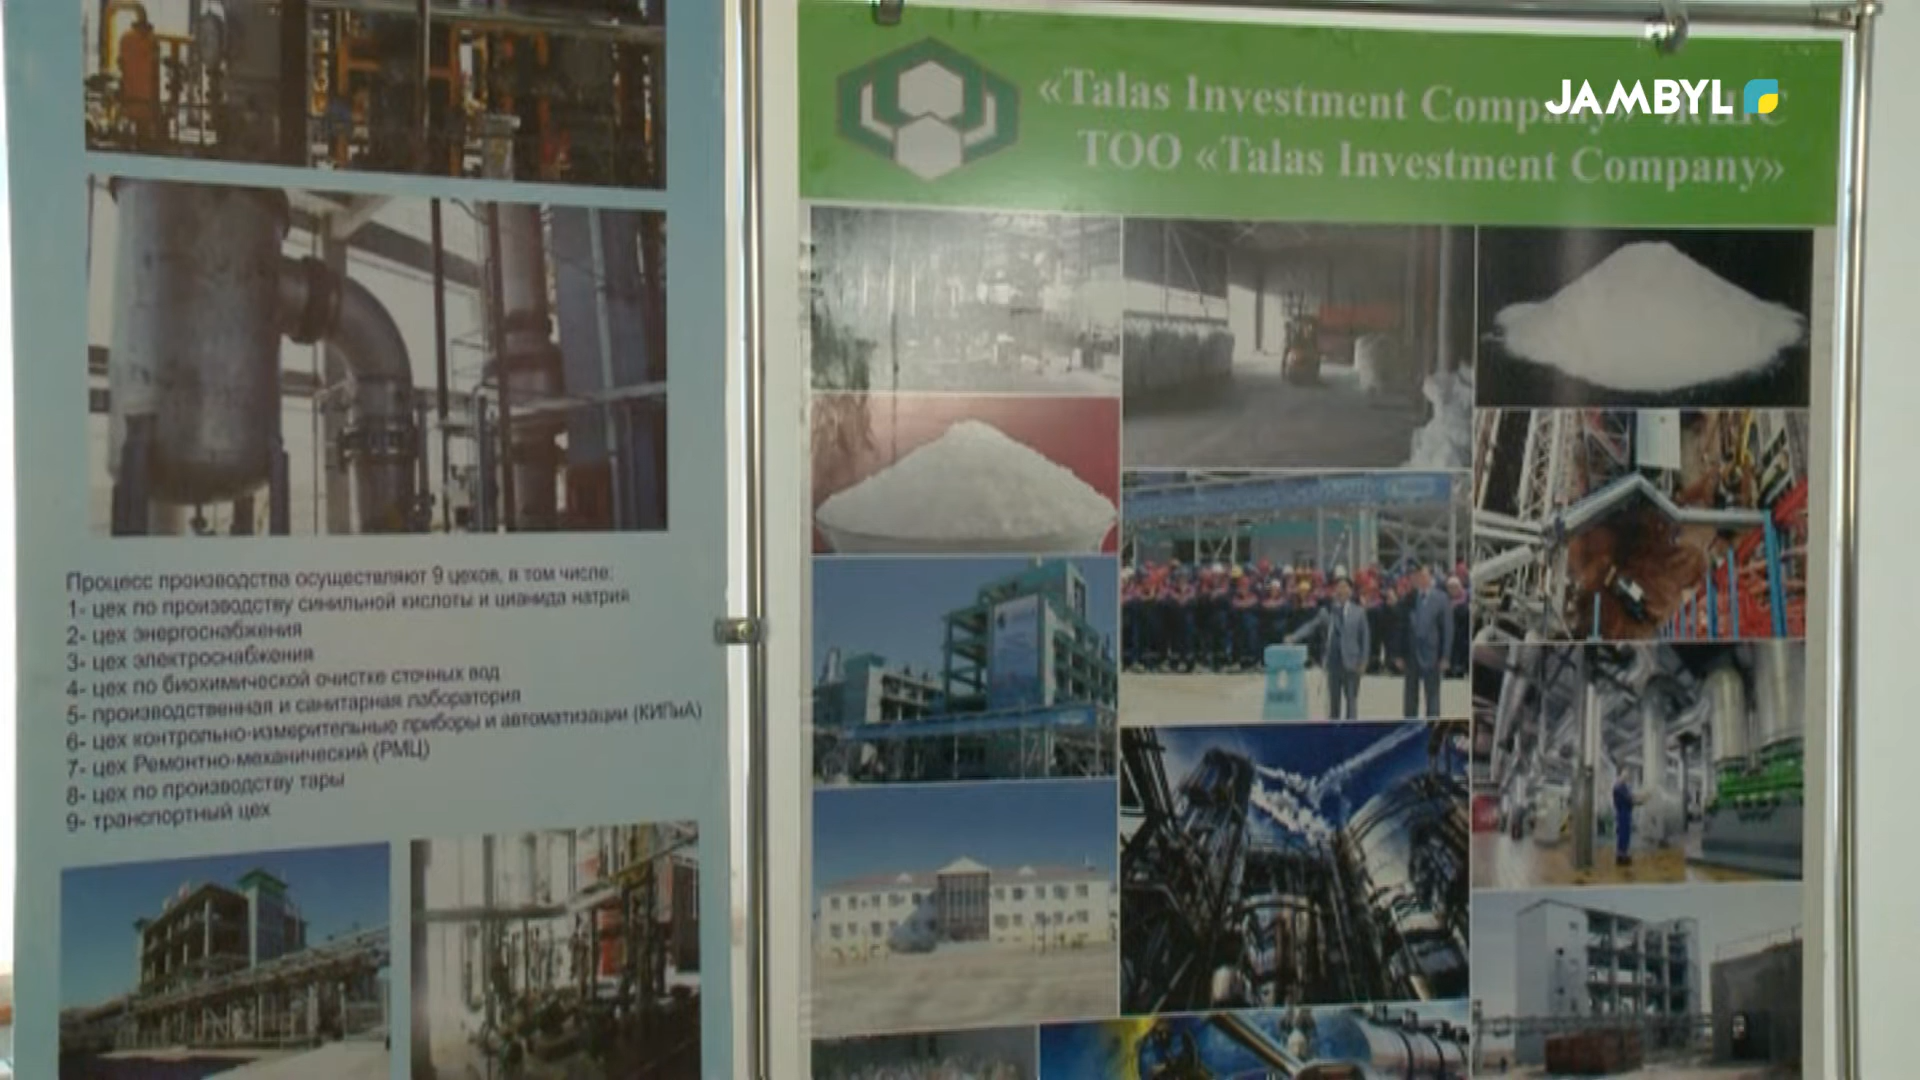 Процесс производства осуществляют 9 цехов, в том числе:
1- цех по производству синильной кислоты и цианида натрия
2- цех энергоснабжения
3- цех электроснабжения
4- цех по биохимической очистке сточных вод
5- производственная и санитарная лаборатория
6- цех контрольно-измерительные приборы и автоматизации (КИПиА)
7- цех Ремонтно-механический (РМЦ)
8- цех по производству тары
9- транспортный цех
«Talas Investment Company» ЖШС
ТОО «Talas Investment Company»
JAMBYL